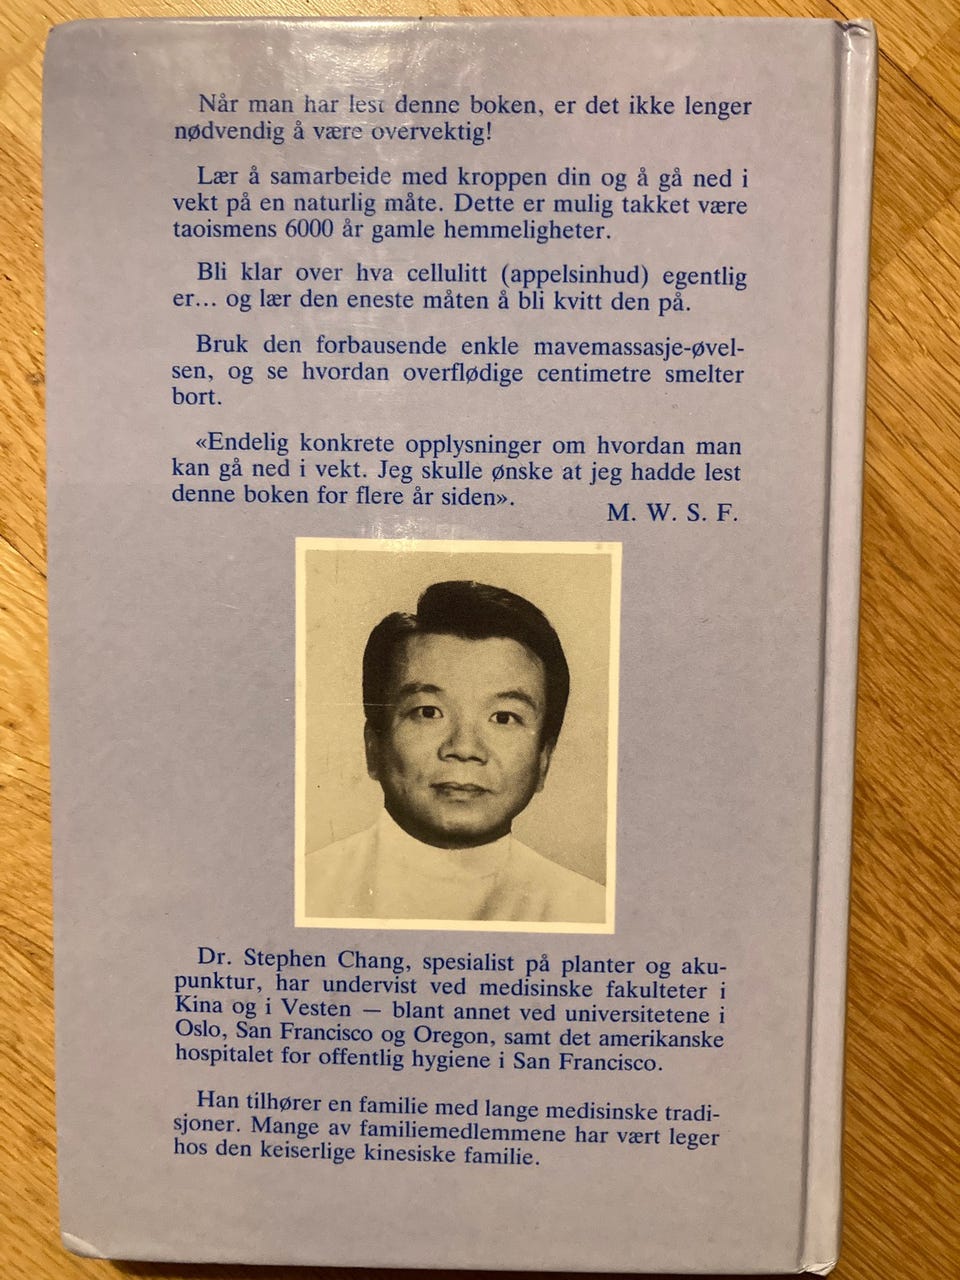 Når man har lest denne boken, er det ikke lenger
nødvendig å være overvektig!
Lær å samarbeide med kroppen din og å gå ned i
vekt på en naturlig måte. Dette er mulig takket være
taoismens 6000 år gamle hemmeligheter.
Bli klar over hva cellulitt (appelsinhud) egentlig
er... og lær den eneste måten å bli kvitt den på.
Bruk den forbausende enkle mavemassasje-øvel-
sen, og se hvordan overflødige centimetre smelter
bort.
«Endelig konkrete opplysninger om hvordan man
kan gå ned i vekt. Jeg skulle ønske at jeg hadde lest
denne boken for flere år siden».
M. W. S. F.
Dr. Stephen Chang, spesialist på planter og aku-
punktur, har undervist ved medisinske fakulteter i
Kina og i Vesten — blant annet ved universitetene i
Oslo, San Francisco og Oregon, samt det amerikanske
hospitalet for offentlig hygiene i San Francisco.
Han tilhører en familie med lange medisinske tradi-
sjoner. Mange av familiemedlemmene har vært leger
hos den keiserlige kinesiske familie.